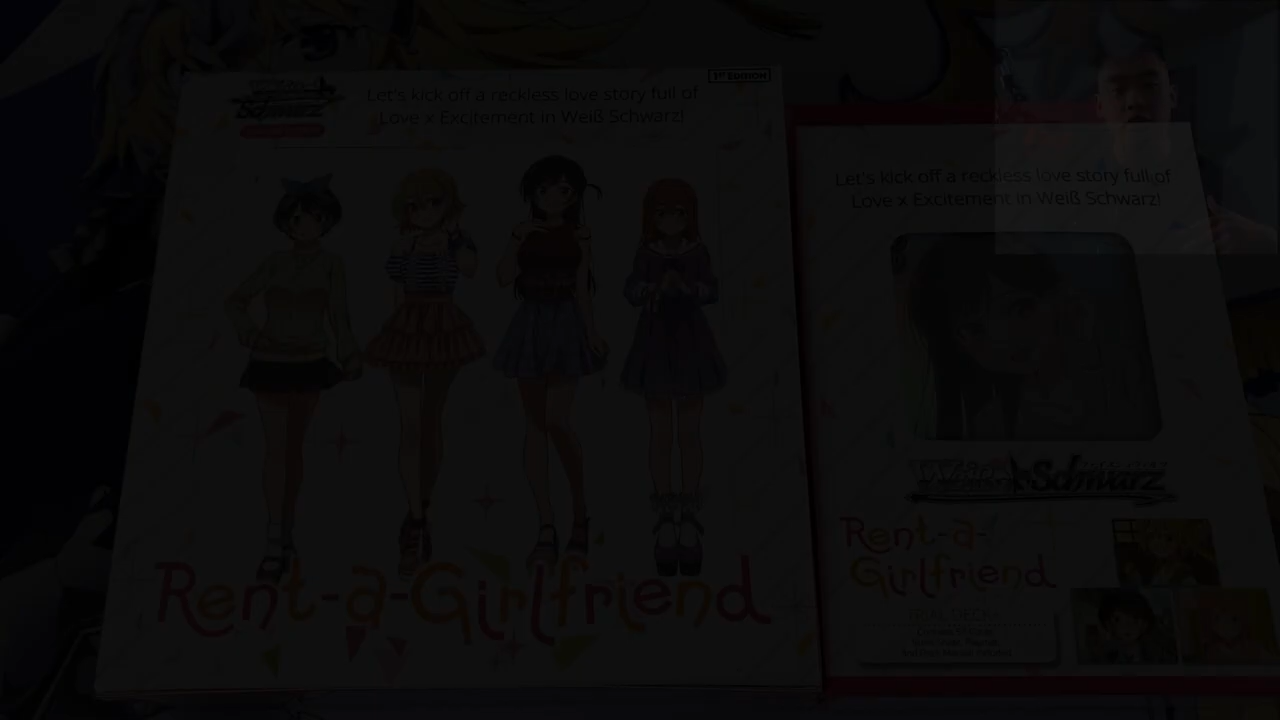 1ST EDITION
Let's kick off a reckless love story full of
Love x Excitement in Weiß Schwarz!
Schwarz
Rent-a-Girlfriend
Let's kick off a reckless love story full of
Love x Excitement in Weiß Schwarz!
Weiß Schwarz
Rent-a-
Girlfriend
TRIAL DECK+